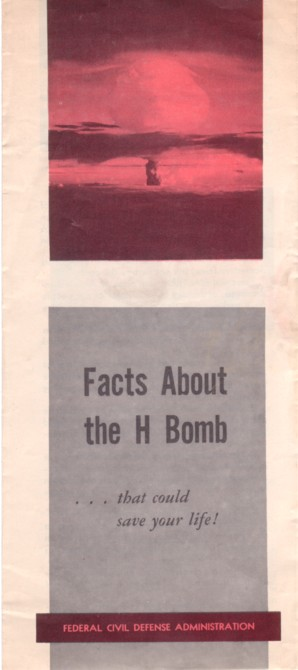 Facts About
the H Bomb
. . . that could
save your life!
FEDERAL CIVIL DEFENSE ADMINISTRATION